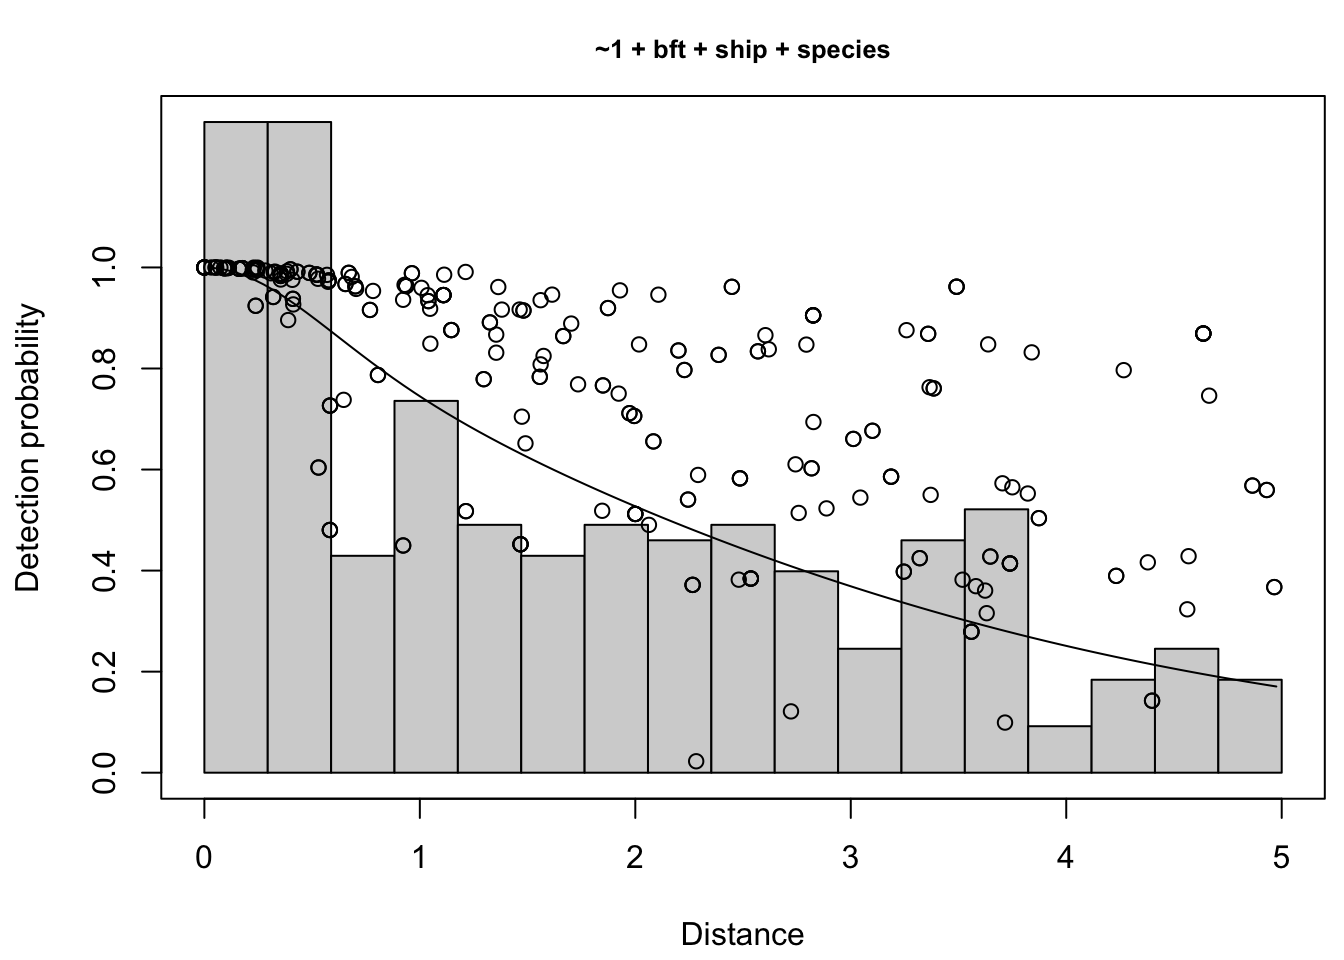 ~1 + bft + ship + species
Detection probability
1.0
0.8
0.6
0.4
0.2
0.0
0 1 2 3 4 5
Distance